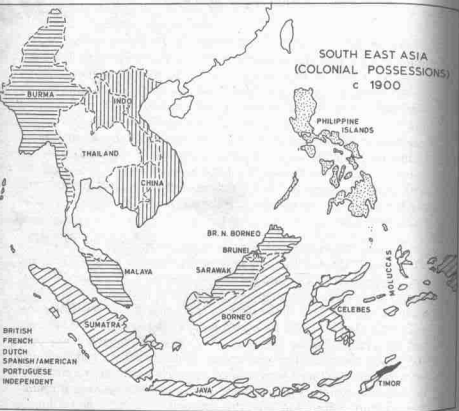 SOUTH EAST ASIA
(COLONIAL POSSESSIONS)
c 1900
BURMA
INDO
CHINA
THAILAND
PHILIPPINE
ISLANDS
BR. N. BORNEO
BRUNEI
SARAWAK
MALAYA
SUMATRA
BORNEO
CELEBES
MOLUCCAS
JAVA
TIMOR
BRITISH
FRENCH
DUTCH
SPANISH/AMERICAN
PORTUGUESE
INDEPENDENT